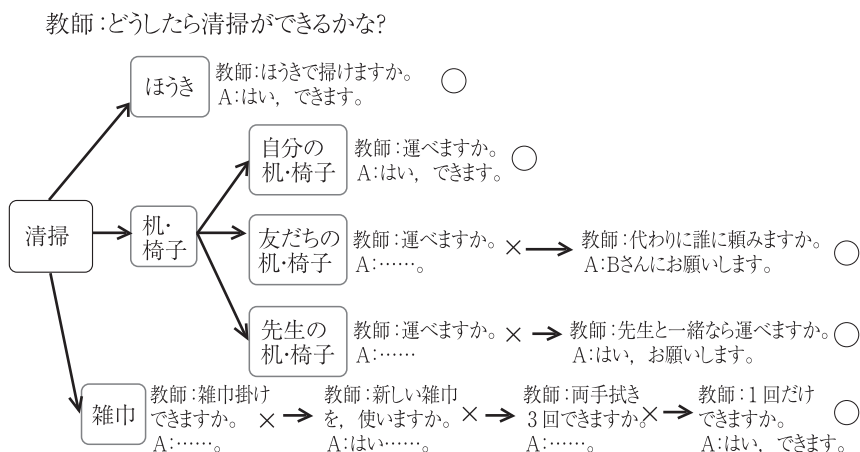 教師：どうしたら清掃ができるかな？
ほうき
教師：ほうきで掃けますか。
A：はい，できます。
○
清掃
机・
椅子
自分の
机・椅子
教師：運べますか。
A：はい，できます。
○
友だちの
机・椅子
教師：運べますか。
A：……。
×
教師：代わりに誰に頼みますか。
A：Bさんにお願いします。
○
先生の
机・椅子
教師：運べますか。
A：……
×
教師：先生と一緒なら運べますか。
A：はい，お願いします。
○
雑巾
教師：雑巾掛け
できますか。
A：……。
×
教師：新しい雑巾
を，使いますか。
A：はい……。
×
教師：両手拭き
3回できますか。
A：……。
×
教師：1回だけ
できますか。
A：はい，できます。
○